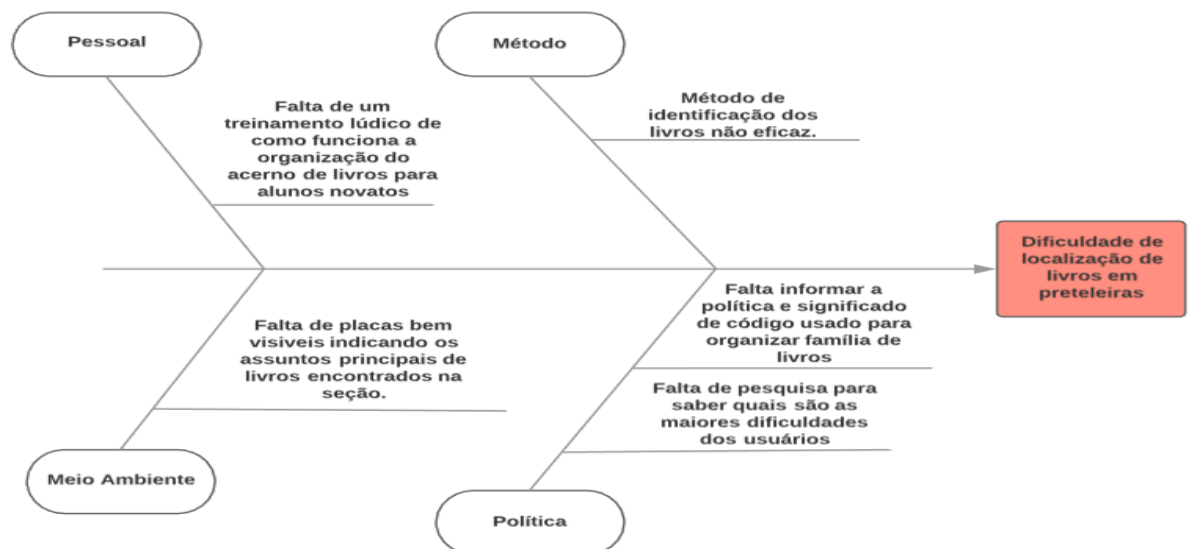 Pessoal
Método
Falta de um
treinamento lúdico de
como funciona a
organização do
acerno de livros para
alunos novatos
Método de
identificação dos
livros não eficaz.
Dificuldade de
localização de
livros em
preteleiras
Falta de placas bem
visiveis indicando os
assuntos principais de
livros encontrados na
seção.
Falta informar a
política e significado
de código usado para
organizar família de
livros
Falta de pesquisa para
saber quais são as
maiores dificuldades
dos usuários
Meio Ambiente
Política